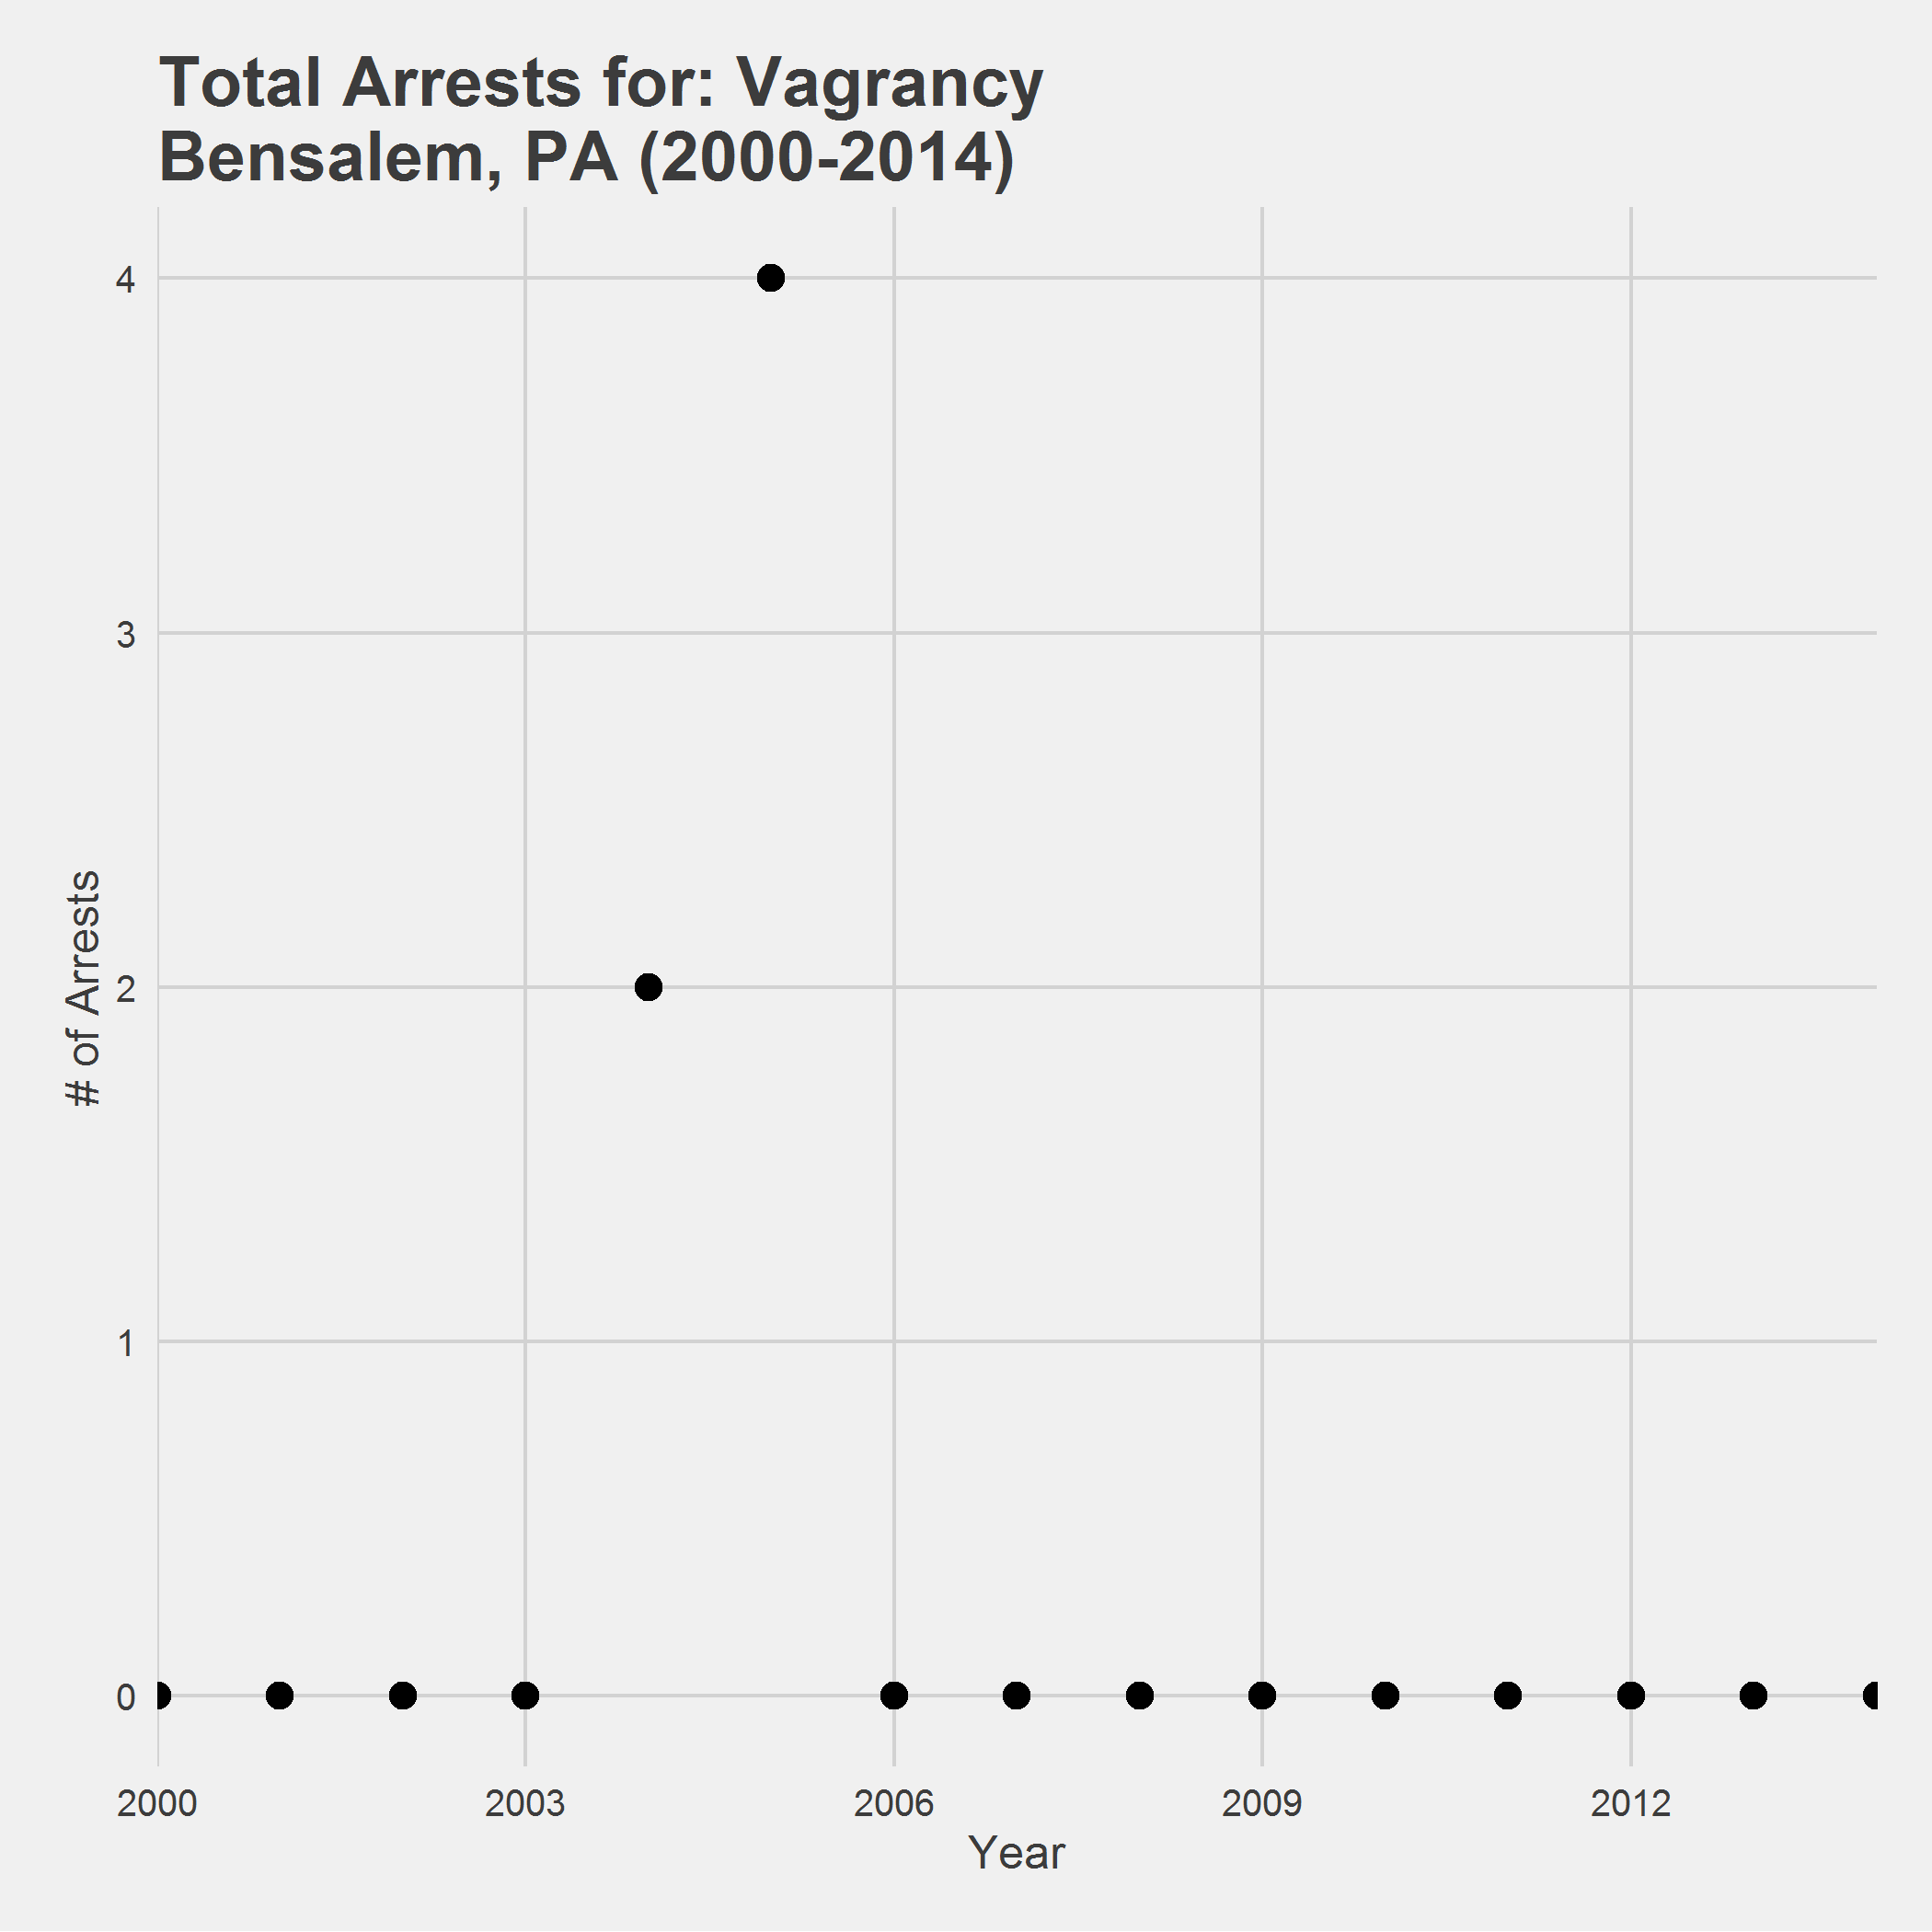 Total Arrests for: Vagrancy
Bensalem, PA (2000-2014)
4
3
2
1
0
# of Arrests
2000 2003 2006 2009 2012
Year